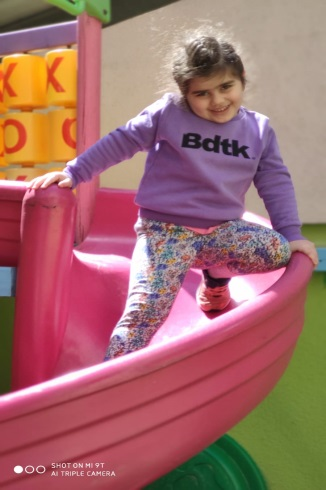 X X
O O
Bdtk.
SHOT ON MI 9T
AI TRIPLE CAMERA